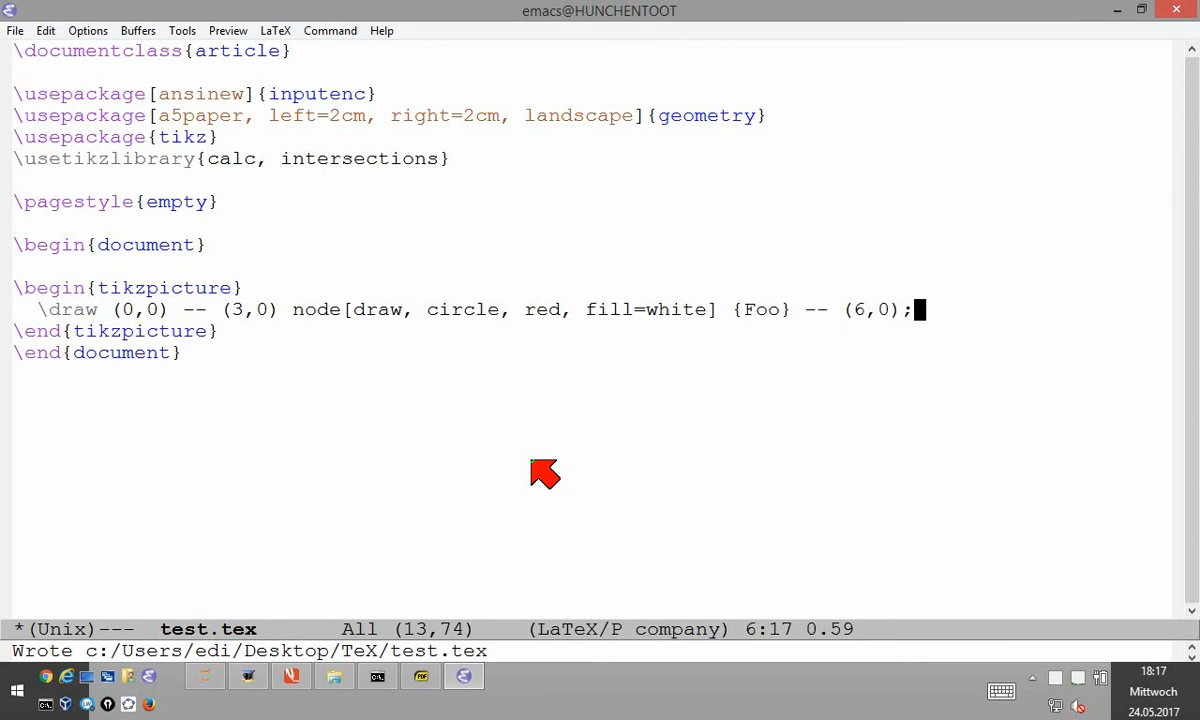 emacs@HUNCHENTOOT
File Edit Options Buffers Tools Preview LaTeX Command Help
\documentclass{article}
\usepackage[ansinew]{inputenc}
\usepackage[a5paper, left=2cm, right=2cm, landscape]{geometry}
\usepackage{tikz}
\usetikzlibrary{calc, intersections}
\pagestyle{empty}
\begin{document}
\begin{tikzpicture}
\draw (0,0) -- (3,0) node[draw, circle, red, fill=white] {Foo} -- (6,0);
\end{tikzpicture}
\end{document}
*(Unix)--- test.tex All (13,74) (LaTeX/P company) 6:17 0.59
Wrote c:/Users/edi/Desktop/TeX/test.tex
18:17
Mittwoch
24.05.2017